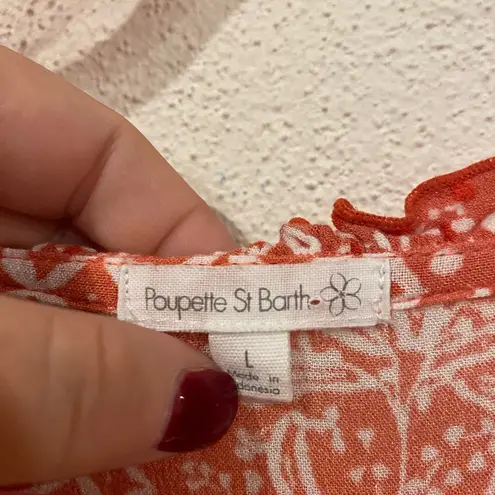 Poupette St Barth
L
Made in
Indonesia